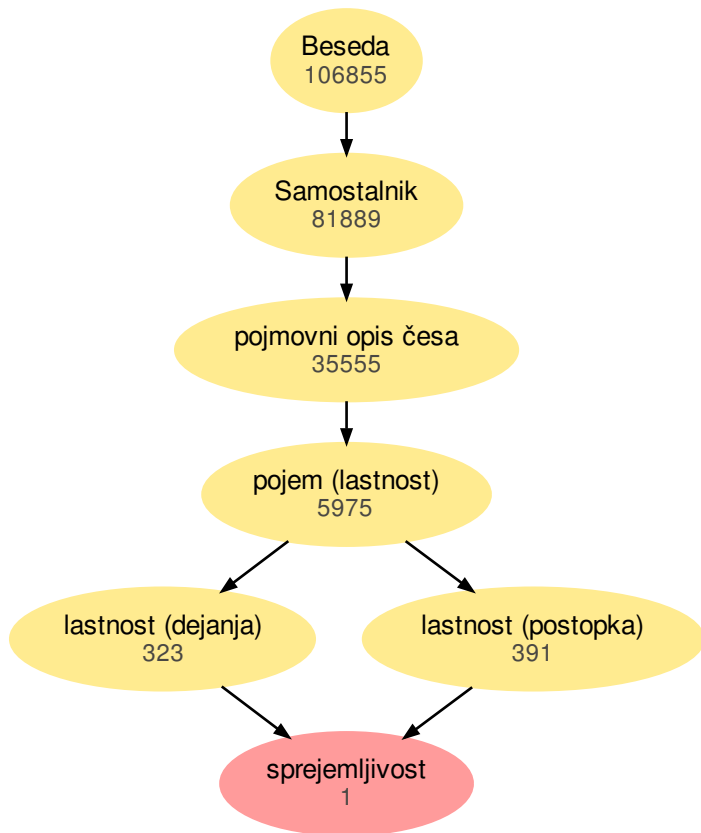 Beseda
106855
Samostalnik
81889
pojmovni opis česa
35555
pojem (lastnost)
5975
lastnost (dejanja)
323
lastnost (postopka)
391
sprejemljivost
1